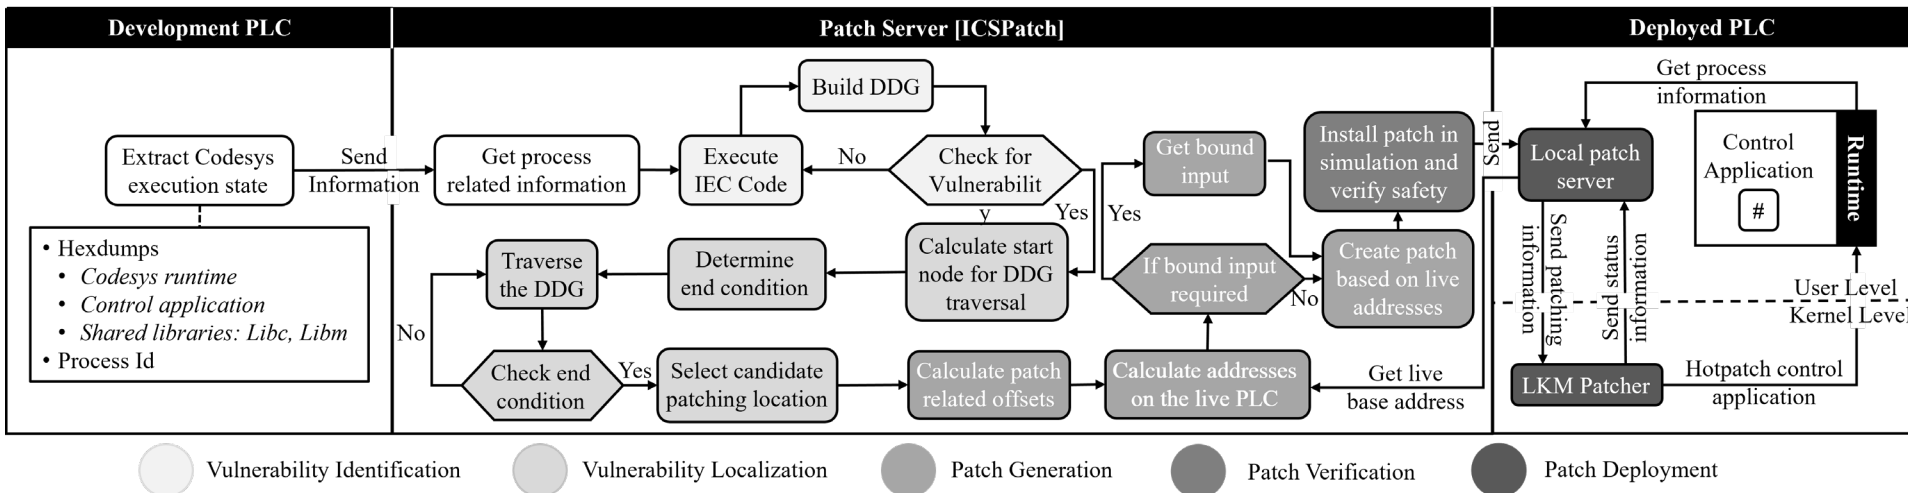 Development PLC
Patch Server [ICSPatch]
Deployed PLC
Extract Codesys
execution state
Send
Information
• Hexdumps
• Codesys runtime
• Control application
• Shared libraries: Libc, Libm
• Process Id
Get process
related information
Execute
IEC Code
Build DDG
No
Check for
Vulnerabilit
y
Yes
Calculate start
node for DDG
traversal
Determine
end condition
Traverse
the DDG
No
Check end
condition
Yes
Select candidate
patching location
Calculate patch
related offsets
Calculate addresses
on the live PLC
Get live
base address
If bound input
required
Yes
No
Get bound
input
Create patch
based on live
addresses
Install patch in
simulation and
verify safety
Send
Local patch
server
Get process
information
Control
Application
#
Runtime
Send patching
information
Send status
information
User Level
Kernel Level
LKM Patcher
Hotpatch control
application
Vulnerability Identification
Vulnerability Localization
Patch Generation
Patch Verification
Patch Deployment